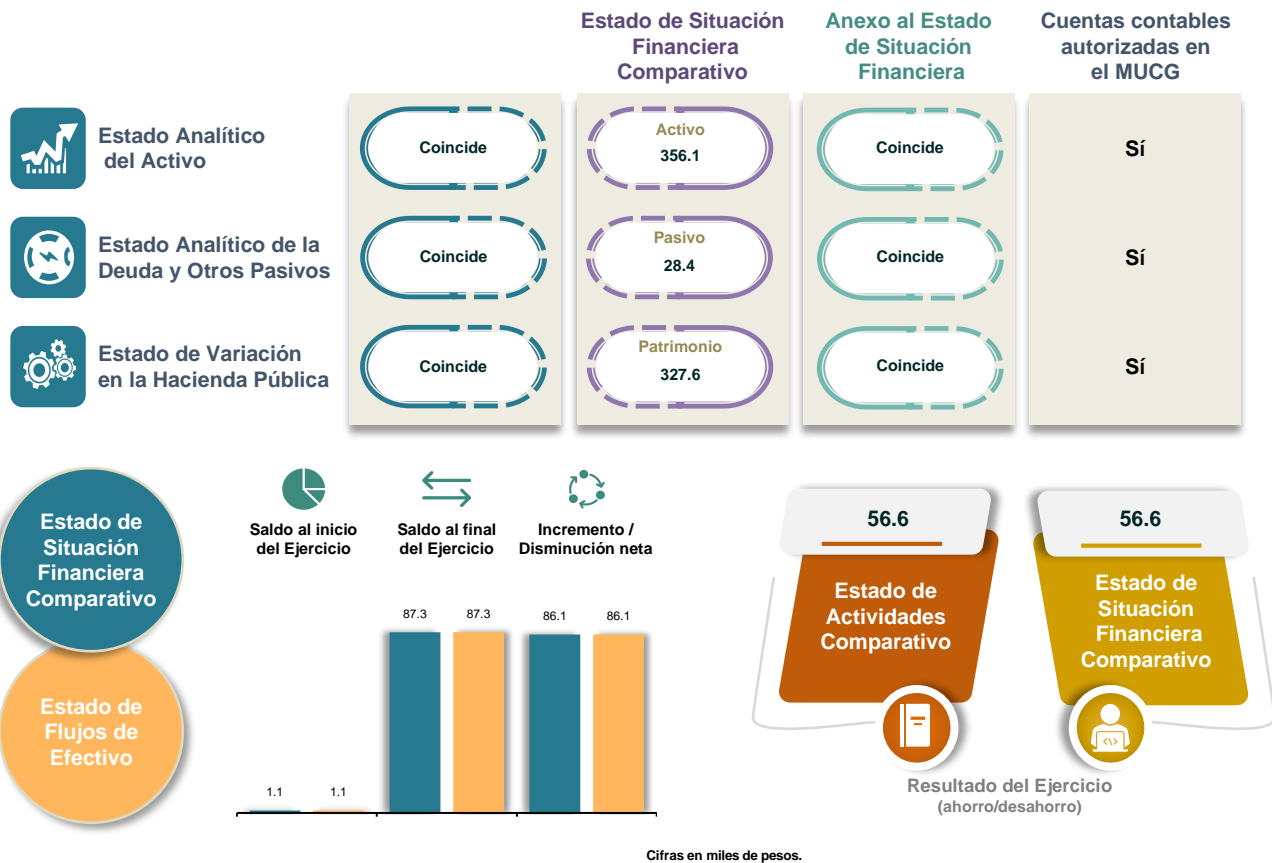 Estado de Situación
Financiera
Comparativo
Anexo al Estado
de Situación
Financiera
Cuentas contables
autorizadas en
el MUCG
Estado Analítico
del Activo
Coincide
Activo
356.1
Coincide
Sí
Estado Analítico de la
Deuda y Otros Pasivos
Coincide
Pasivo
28.4
Coincide
Sí
Estado de Variación
en la Hacienda Pública
Coincide
Patrimonio
327.6
Coincide
Sí
Estado de
Situación
Financiera
Comparativo
Estado de
Flujos de
Efectivo
Saldo al inicio
del Ejercicio
Saldo al final
del Ejercicio
Incremento /
Disminución neta
1.1
1.1
87.3
87.3
86.1
86.1
56.6
Estado de
Actividades
Comparativo
56.6
Estado de
Situación
Financiera
Comparativo
Resultado del Ejercicio
(ahorro/desahorro)
Cifras en miles de pesos.